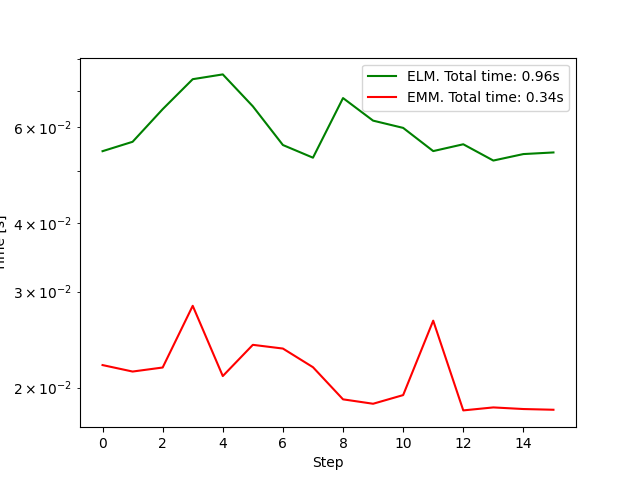 ELM. Total time: 0.96s
EMM. Total time: 0.34s
6 × 10⁻²
4 × 10⁻²
3 × 10⁻²
2 × 10⁻²
Time [s]
0 2 4 6 8 10 12 14
Step